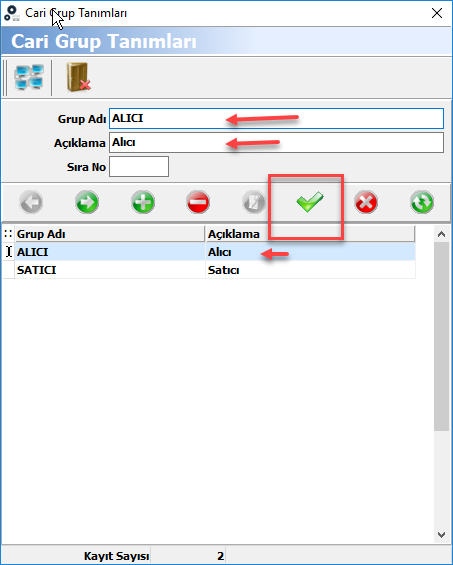 Cari Grup Tanımları
Cari Grup Tanımları
Grup Adı ALICI
Açıklama Alıcı
Sıra No
Grup Adı Açıklama
ALICI Alıcı
SATICI Satıcı
Kayıt Sayısı 2